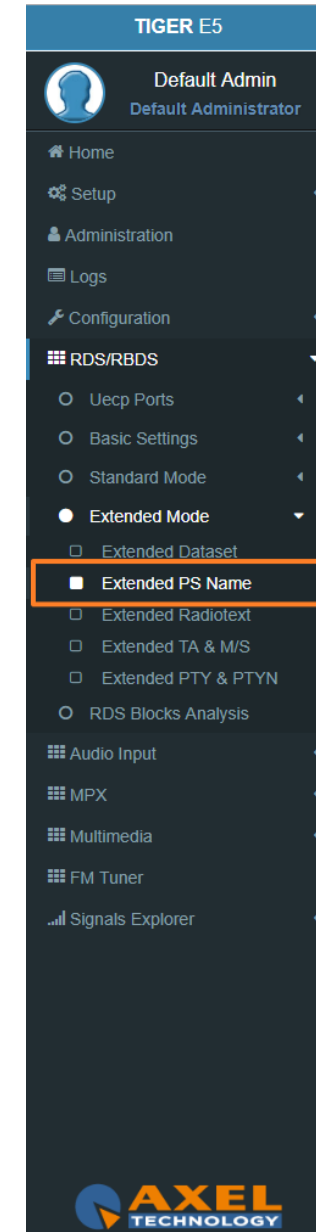 TIGER E5
Default Admin
Default Administrator
Home
Setup
Administration
Logs
Configuration
RDS/RBDS
Uecp Ports
Basic Settings
Standard Mode
Extended Mode
Extended Dataset
Extended PS Name
Extended Radiotext
Extended TA & M/S
Extended PTY & PTYN
RDS Blocks Analysis
Audio Input
MPX
Multimedia
FM Tuner
Signals Explorer
AXEL
TECHNOLOGY